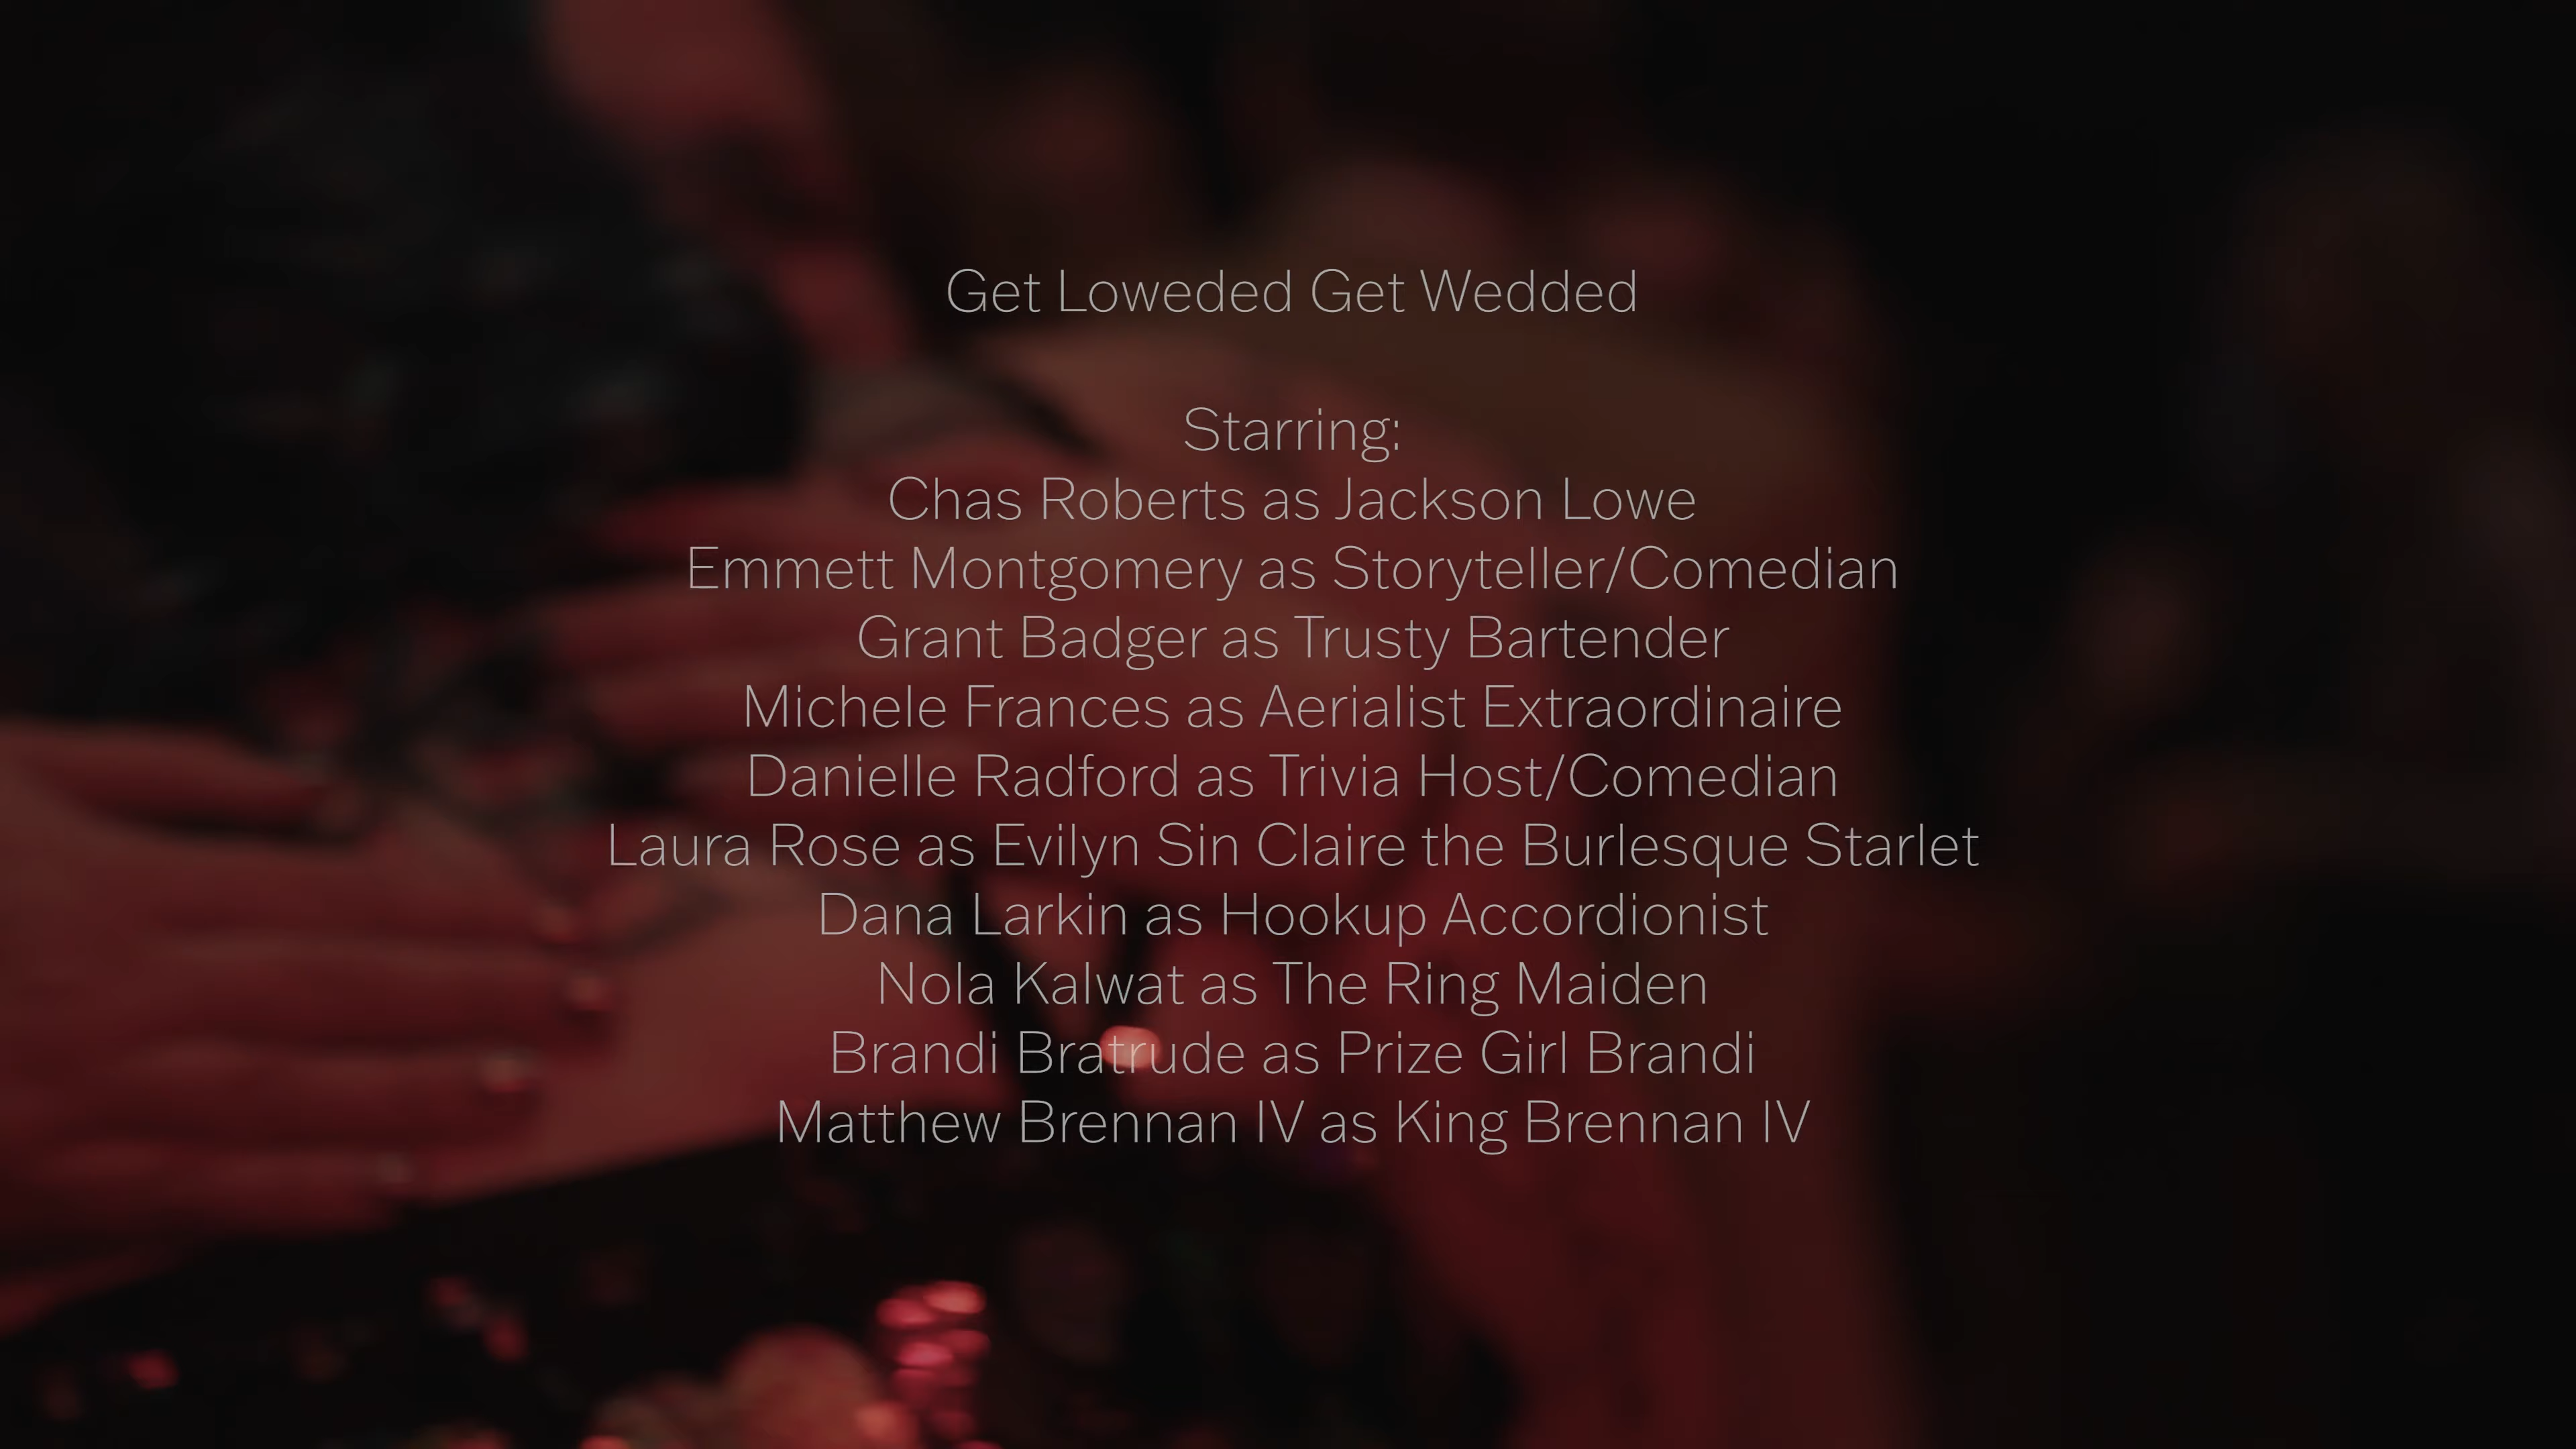 Get Loweded Get Wedded
Starring:
Chas Roberts as Jackson Lowe
Emmett Montgomery as Storyteller/Comedian
Grant Badger as Trusty Bartender
Michele Frances as Aerialist Extraordinaire
Danielle Radford as Trivia Host/Comedian
Laura Rose as Evilyn Sin Claire the Burlesque Starlet
Dana Larkin as Hookup Accordionist
Nola Kalwat as The Ring Maiden
Brandi Bratrude as Prize Girl Brandi
Matthew Brennan IV as King Brennan IV